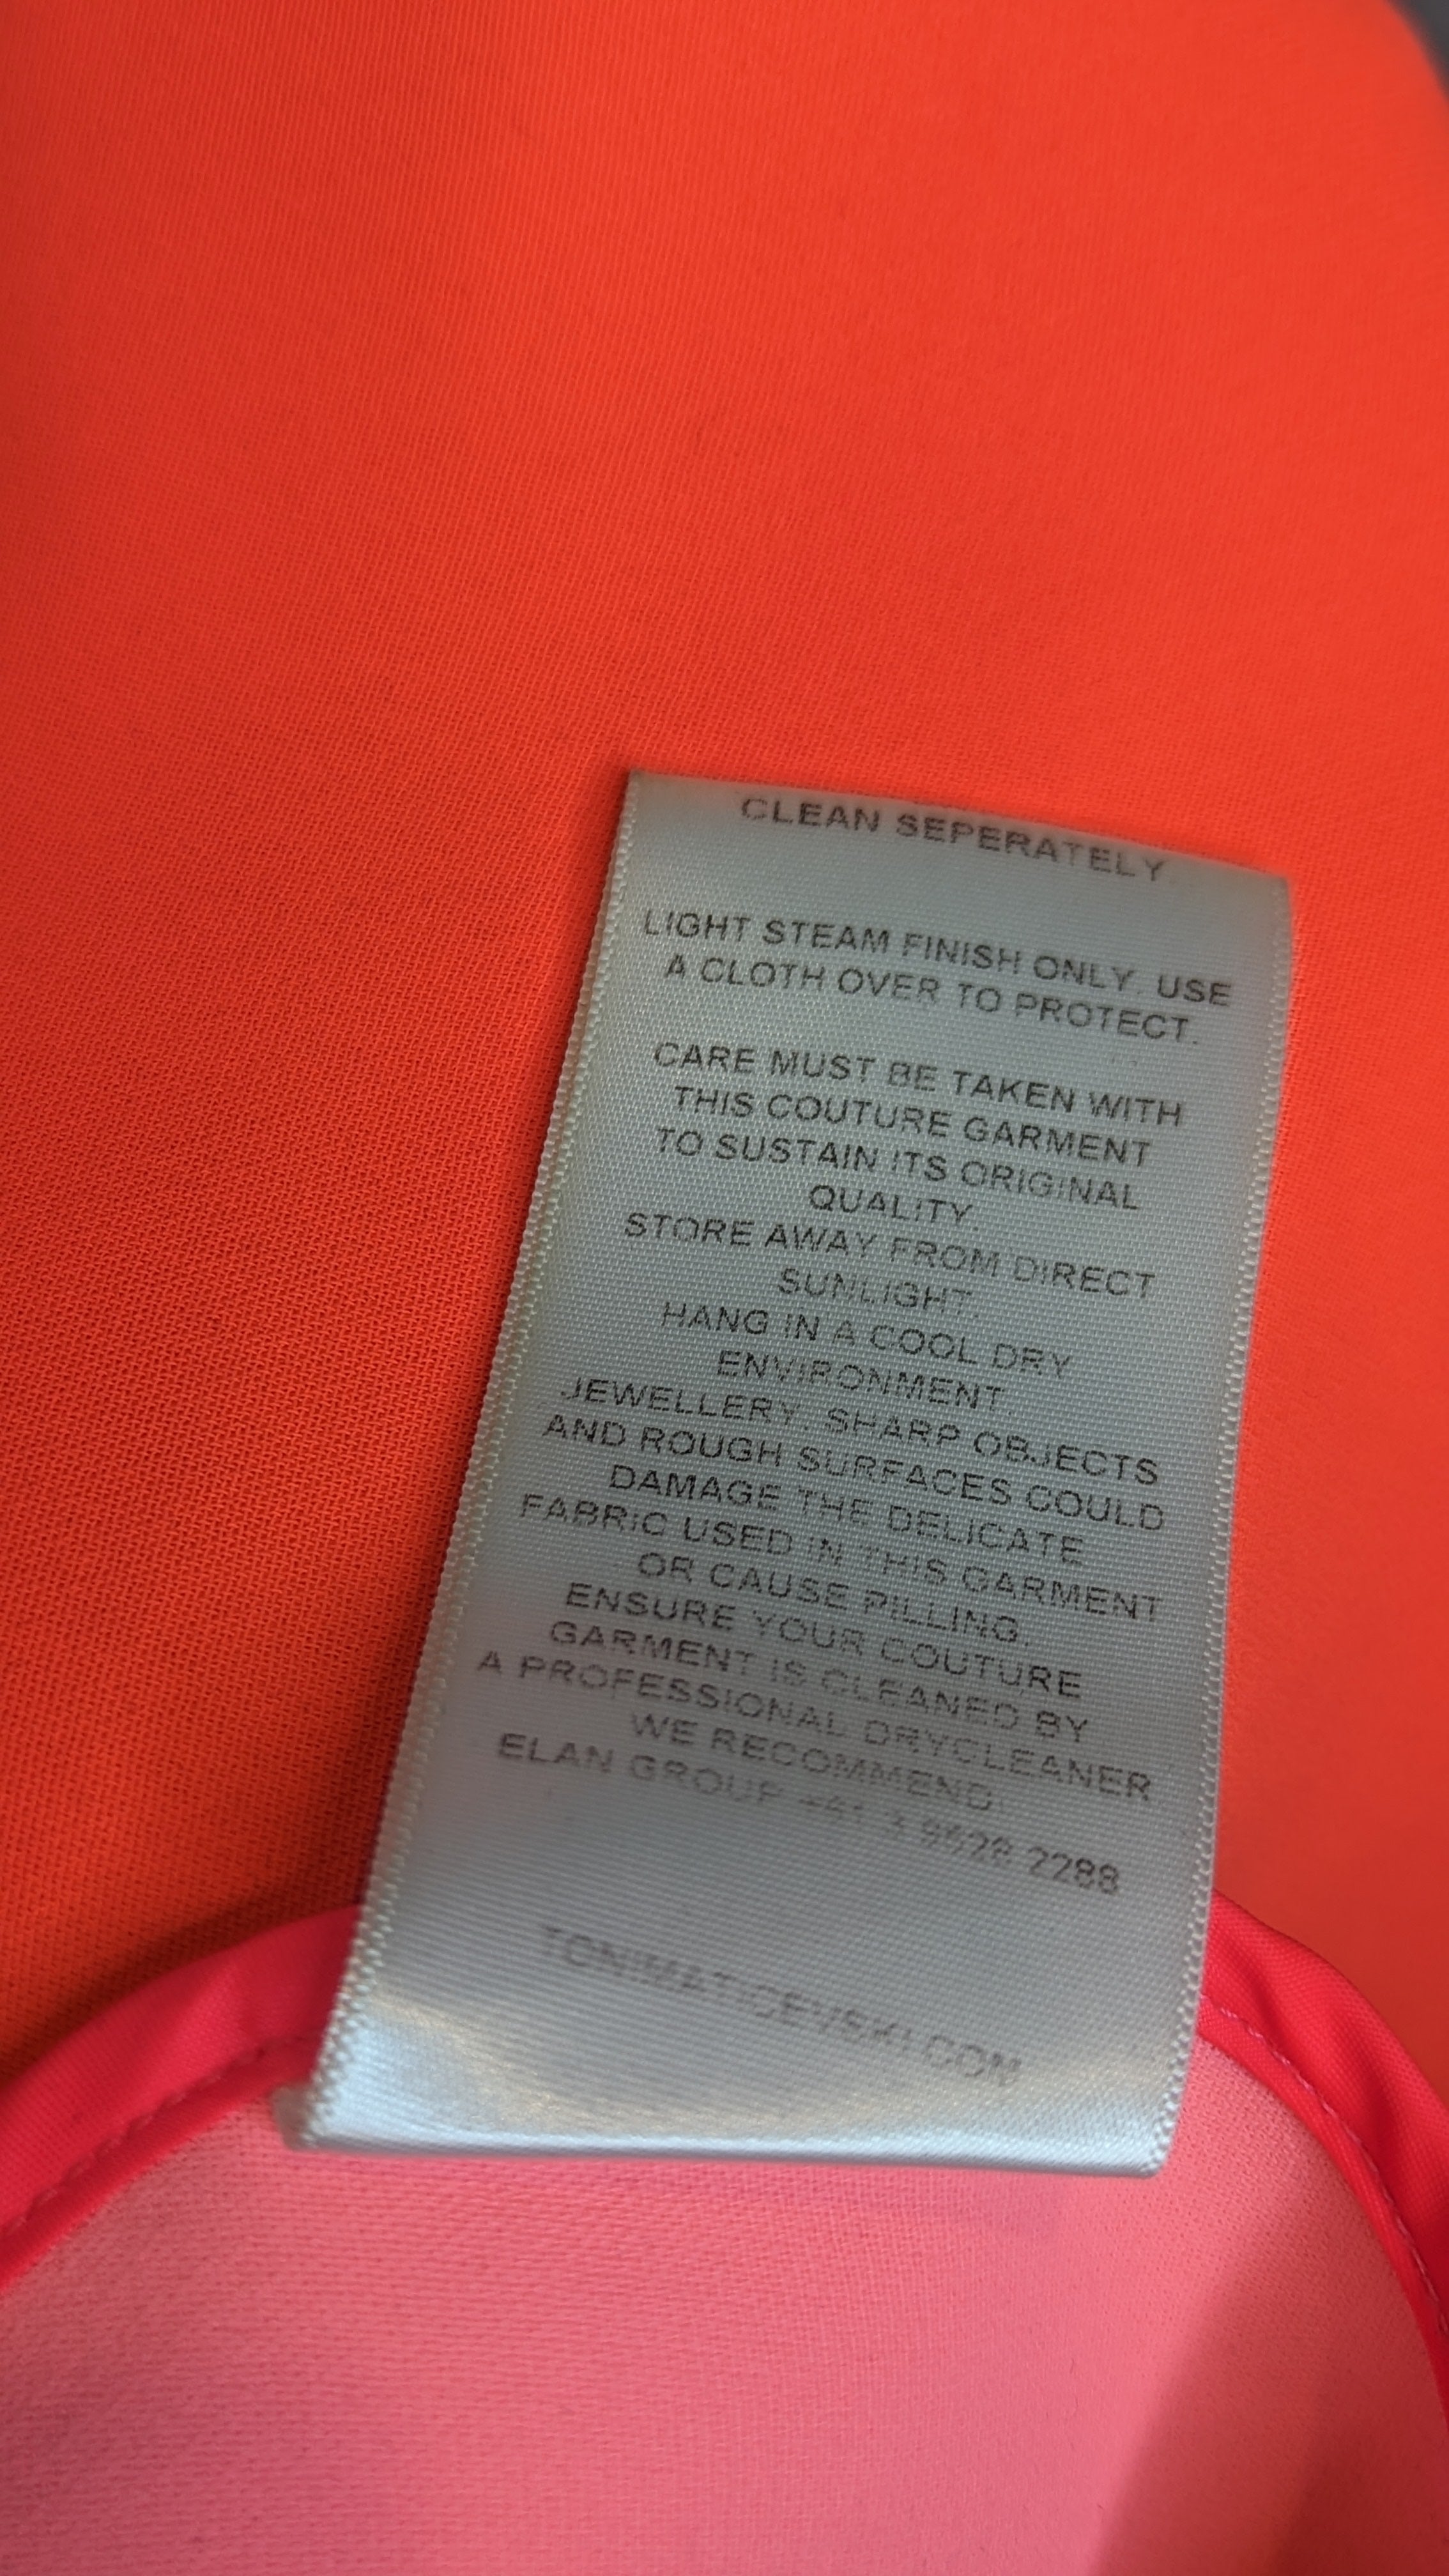 CLEAN SEPERATELY
LIGHT STEAM FINISH ONLY. USE
A CLOTH OVER TO PROTECT.
CARE MUST BE TAKEN WITH
THIS COUTURE GARMENT
TO SUSTAIN ITS ORIGINAL
QUALITY.
STORE AWAY FROM DIRECT
SUNLIGHT.
HANG IN A COOL DRY
ENVIRONMENT.
JEWELLERY, SHARP OBJECTS
AND ROUGH SURFACES COULD
DAMAGE THE DELICATE
FABRIC USED IN THIS GARMENT
OR CAUSE PILLING.
ENSURE YOUR COUTURE
GARMENT IS CLEANED BY
A PROFESSIONAL DRYCLEANER
WE RECOMMEND:
ELAN GROUP +61 3 2288
TONIMATICEVSKI.COM